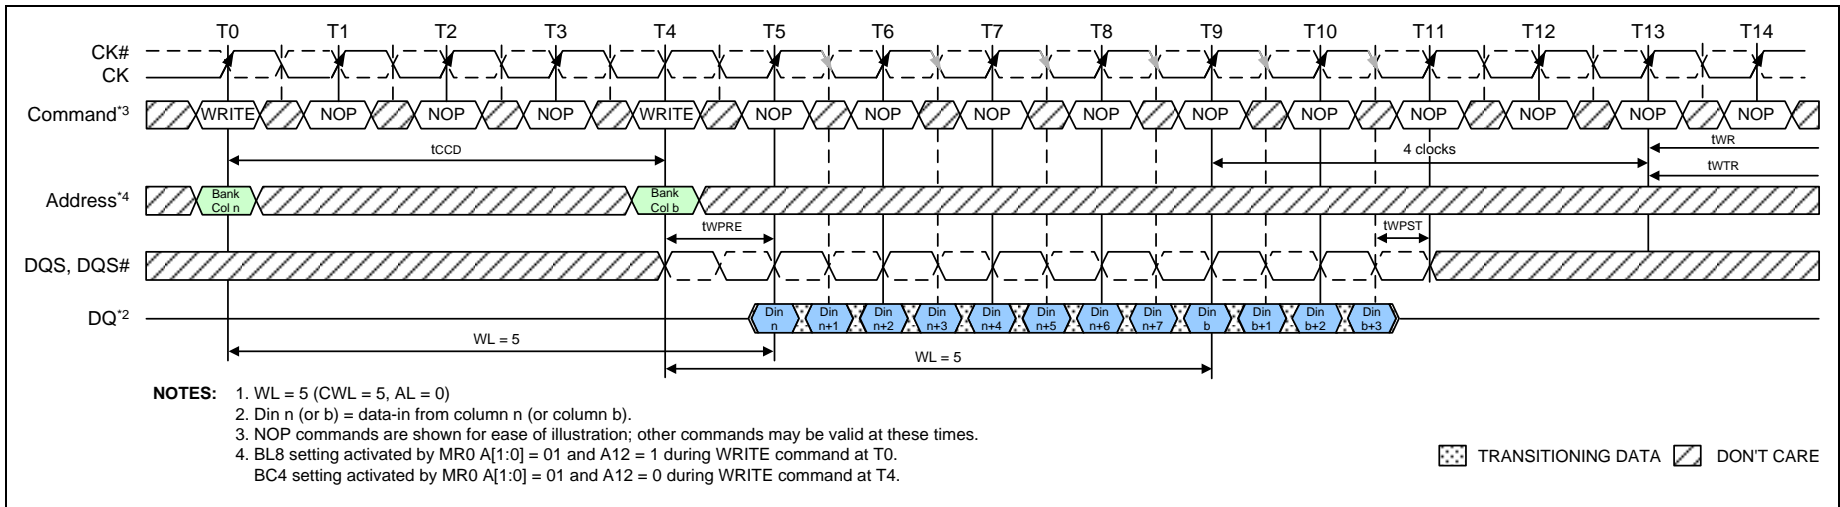 T0 T1 T2 T3 T4 T5 T6 T7 T8 T9 T10 T11 T12 T13 T14
CK#
CK
Command*3 WRITE NOP NOP NOP WRITE NOP NOP NOP NOP NOP NOP NOP NOP NOP NOP
tCCD 4 clocks tWR
tWTR
Address*4 Bank Col n Bank Col b
tWPRE tWPST
DQS, DQS#
DQ*2 Din n Din n+1 Din n+2 Din n+3 Din n+4 Din n+5 Din n+6 Din n+7 Din b Din b+1 Din b+2 Din b+3
WL = 5
WL = 5
NOTES: 1. WL = 5 (CWL = 5, AL = 0)
2. Din n (or b) = data-in from column n (or column b).
3. NOP commands are shown for ease of illustration; other commands may be valid at these times.
4. BL8 setting activated by MR0 A[1:0] = 01 and A12 = 1 during WRITE command at T0.
BC4 setting activated by MR0 A[1:0] = 01 and A12 = 0 during WRITE command at T4.
TRANSITIONING DATA DON'T CARE